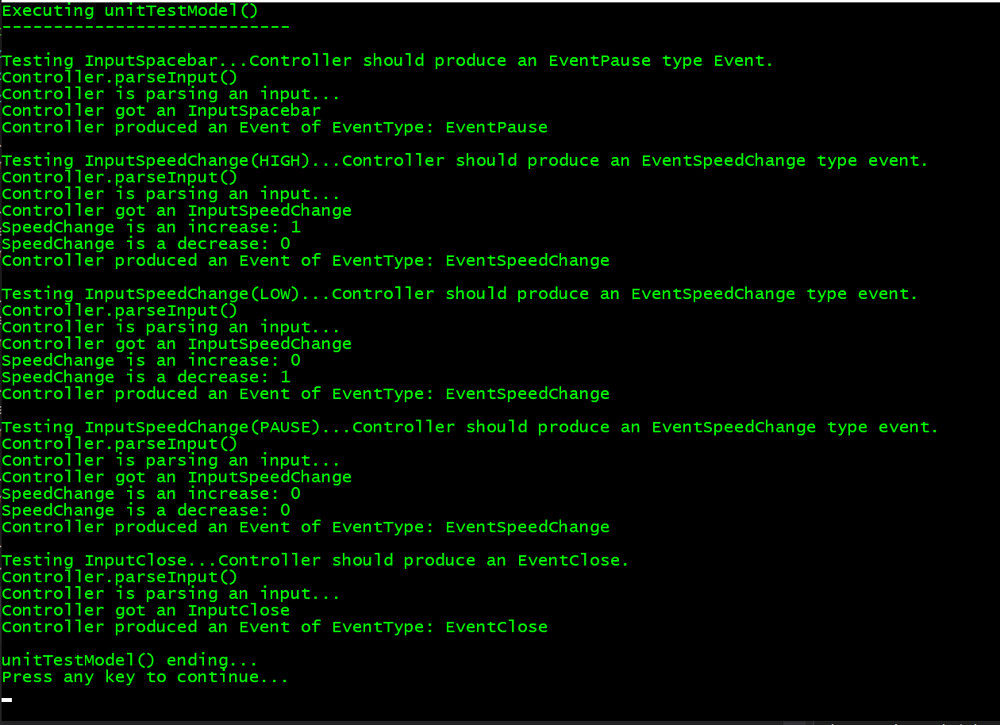 Executing unitTestModel()
----------------------------
Testing InputSpacebar...Controller should produce an EventPause type Event.
Controller.parseInput()
Controller is parsing an input...
Controller got an InputSpacebar
Controller produced an Event of EventType: EventPause
Testing InputSpeedChange(HIGH)...Controller should produce an EventSpeedChange type event.
Controller.parseInput()
Controller is parsing an input...
Controller got an InputSpeedChange
SpeedChange is an increase: 1
SpeedChange is a decrease: 0
Controller produced an Event of EventType: EventSpeedChange
Testing InputSpeedChange(LOW)...Controller should produce an EventSpeedChange type event.
Controller.parseInput()
Controller is parsing an input...
Controller got an InputSpeedChange
SpeedChange is an increase: 0
SpeedChange is a decrease: 1
Controller produced an Event of EventType: EventSpeedChange
Testing InputSpeedChange(PAUSE)...Controller should produce an EventSpeedChange type event.
Controller.parseInput()
Controller is parsing an input...
Controller got an InputSpeedChange
SpeedChange is an increase: 0
SpeedChange is a decrease: 0
Controller produced an Event of EventType: EventSpeedChange
Testing InputClose...Controller should produce an EventClose.
Controller.parseInput()
Controller is parsing an input...
Controller got an InputClose
Controller produced an Event of EventType: EventClose
unitTestModel() ending...
Press any key to continue...